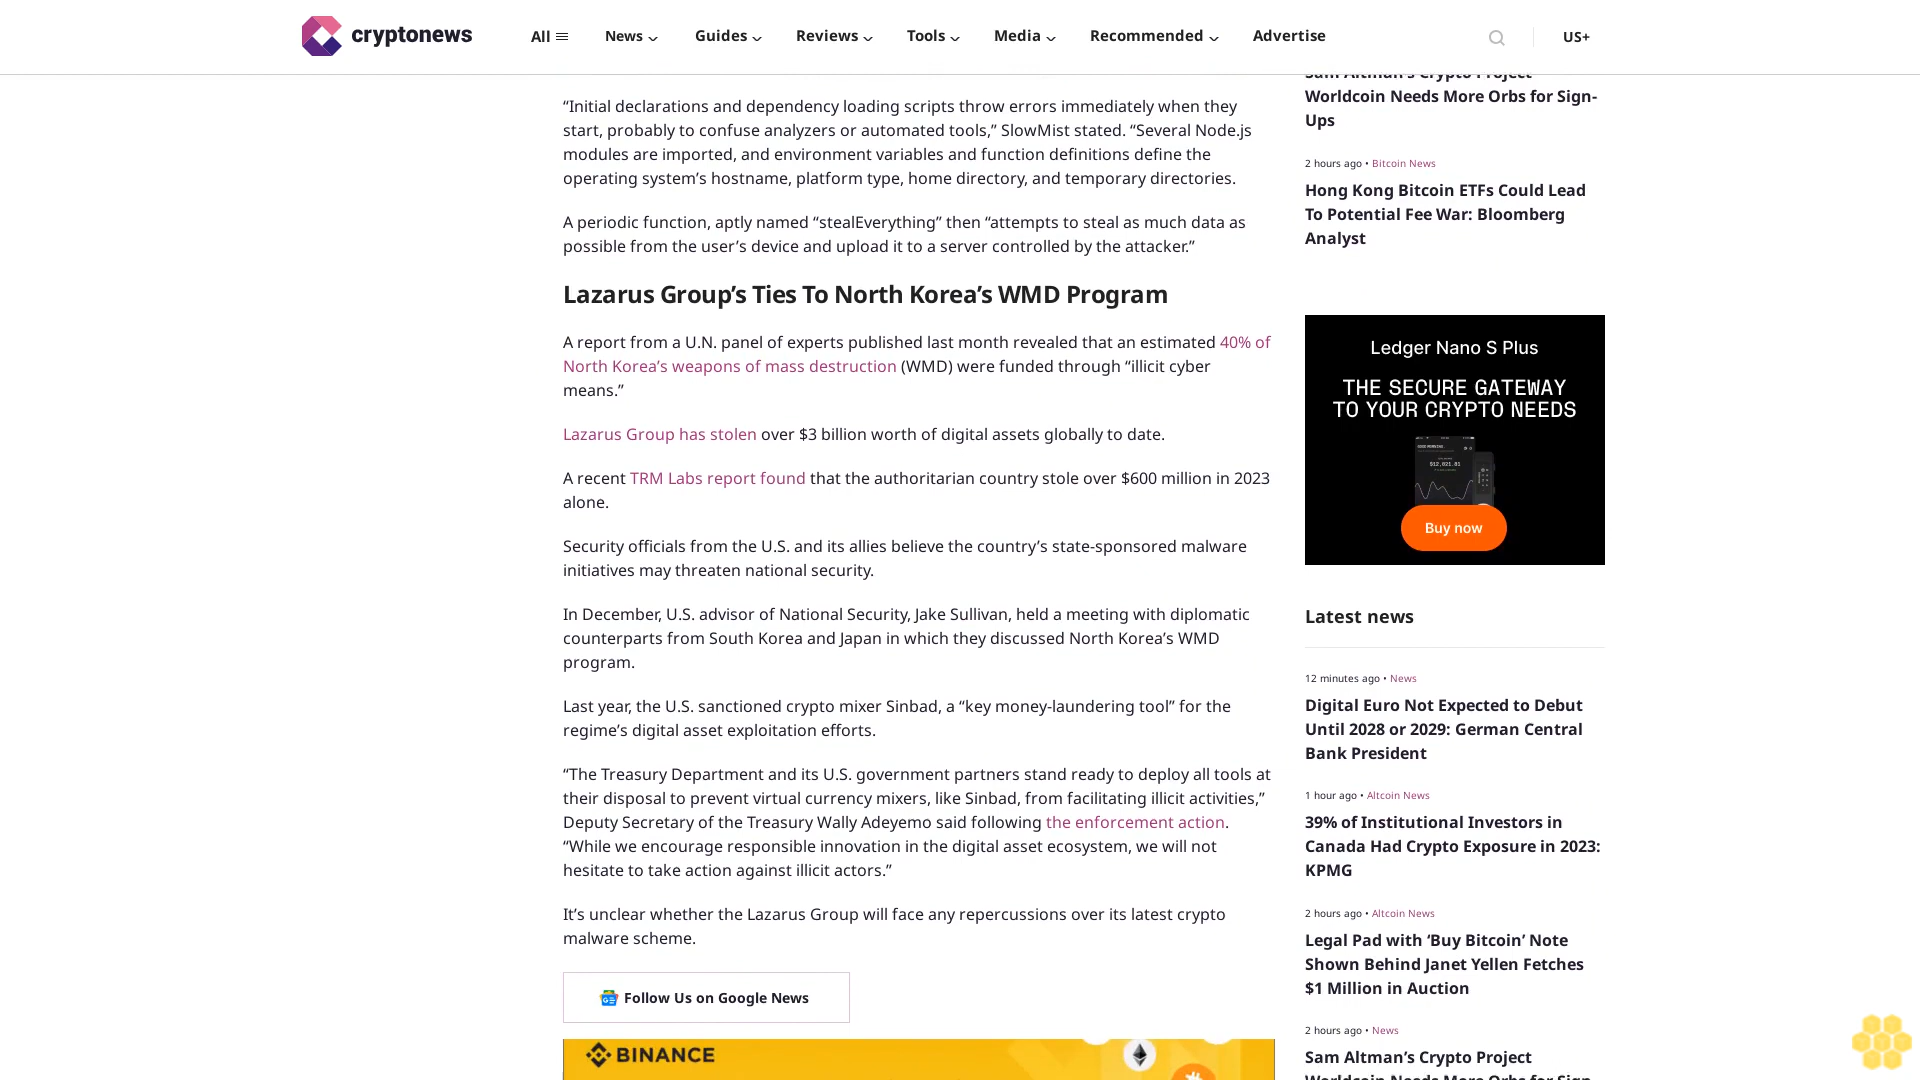 cryptonews
All
News
Guides
Reviews
Tools
Media
Recommended
Advertise
US+
“Initial declarations and dependency loading scripts throw errors immediately when they
start, probably to confuse analyzers or automated tools,” SlowMist stated. “Several Node.js
modules are imported, and environment variables and function definitions define the
operating system’s hostname, platform type, home directory, and temporary directories.
A periodic function, aptly named “stealEverything” then “attempts to steal as much data as
possible from the user’s device and upload it to a server controlled by the attacker.”
Lazarus Group’s Ties To North Korea’s WMD Program
A report from a U.N. panel of experts published last month revealed that an estimated 40% of
North Korea’s weapons of mass destruction (WMD) were funded through “illicit cyber
means.”
Lazarus Group has stolen over $3 billion worth of digital assets globally to date.
A recent TRM Labs report found that the authoritarian country stole over $600 million in 2023
alone.
Security officials from the U.S. and its allies believe the country’s state-sponsored malware
initiatives may threaten national security.
In December, U.S. advisor of National Security, Jake Sullivan, held a meeting with diplomatic
counterparts from South Korea and Japan in which they discussed North Korea’s WMD
program.
Last year, the U.S. sanctioned crypto mixer Sinbad, a “key money-laundering tool” for the
regime’s digital asset exploitation efforts.
“The Treasury Department and its U.S. government partners stand ready to deploy all tools at
their disposal to prevent virtual currency mixers, like Sinbad, from facilitating illicit activities,”
Deputy Secretary of the Treasury Wally Adeyemo said following the enforcement action.
“While we encourage responsible innovation in the digital asset ecosystem, we will not
hesitate to take action against illicit actors.”
It’s unclear whether the Lazarus Group will face any repercussions over its latest crypto
malware scheme.
Follow Us on Google News
BINANCE
Sam Altman’s Crypto Project
Worldcoin Needs More Orbs for Sign-
Ups
2 hours ago • Bitcoin News
Hong Kong Bitcoin ETFs Could Lead
To Potential Fee War: Bloomberg
Analyst
Ledger Nano S Plus
THE SECURE GATEWAY
TO YOUR CRYPTO NEEDS
$12,021.81
Buy now
Latest news
12 minutes ago • News
Digital Euro Not Expected to Debut
Until 2028 or 2029: German Central
Bank President
1 hour ago • Altcoin News
39% of Institutional Investors in
Canada Had Crypto Exposure in 2023:
KPMG
2 hours ago • Altcoin News
Legal Pad with ‘Buy Bitcoin’ Note
Shown Behind Janet Yellen Fetches
$1 Million in Auction
2 hours ago • News
Sam Altman’s Crypto Project
Worldcoin Needs More Orbs for Sign-